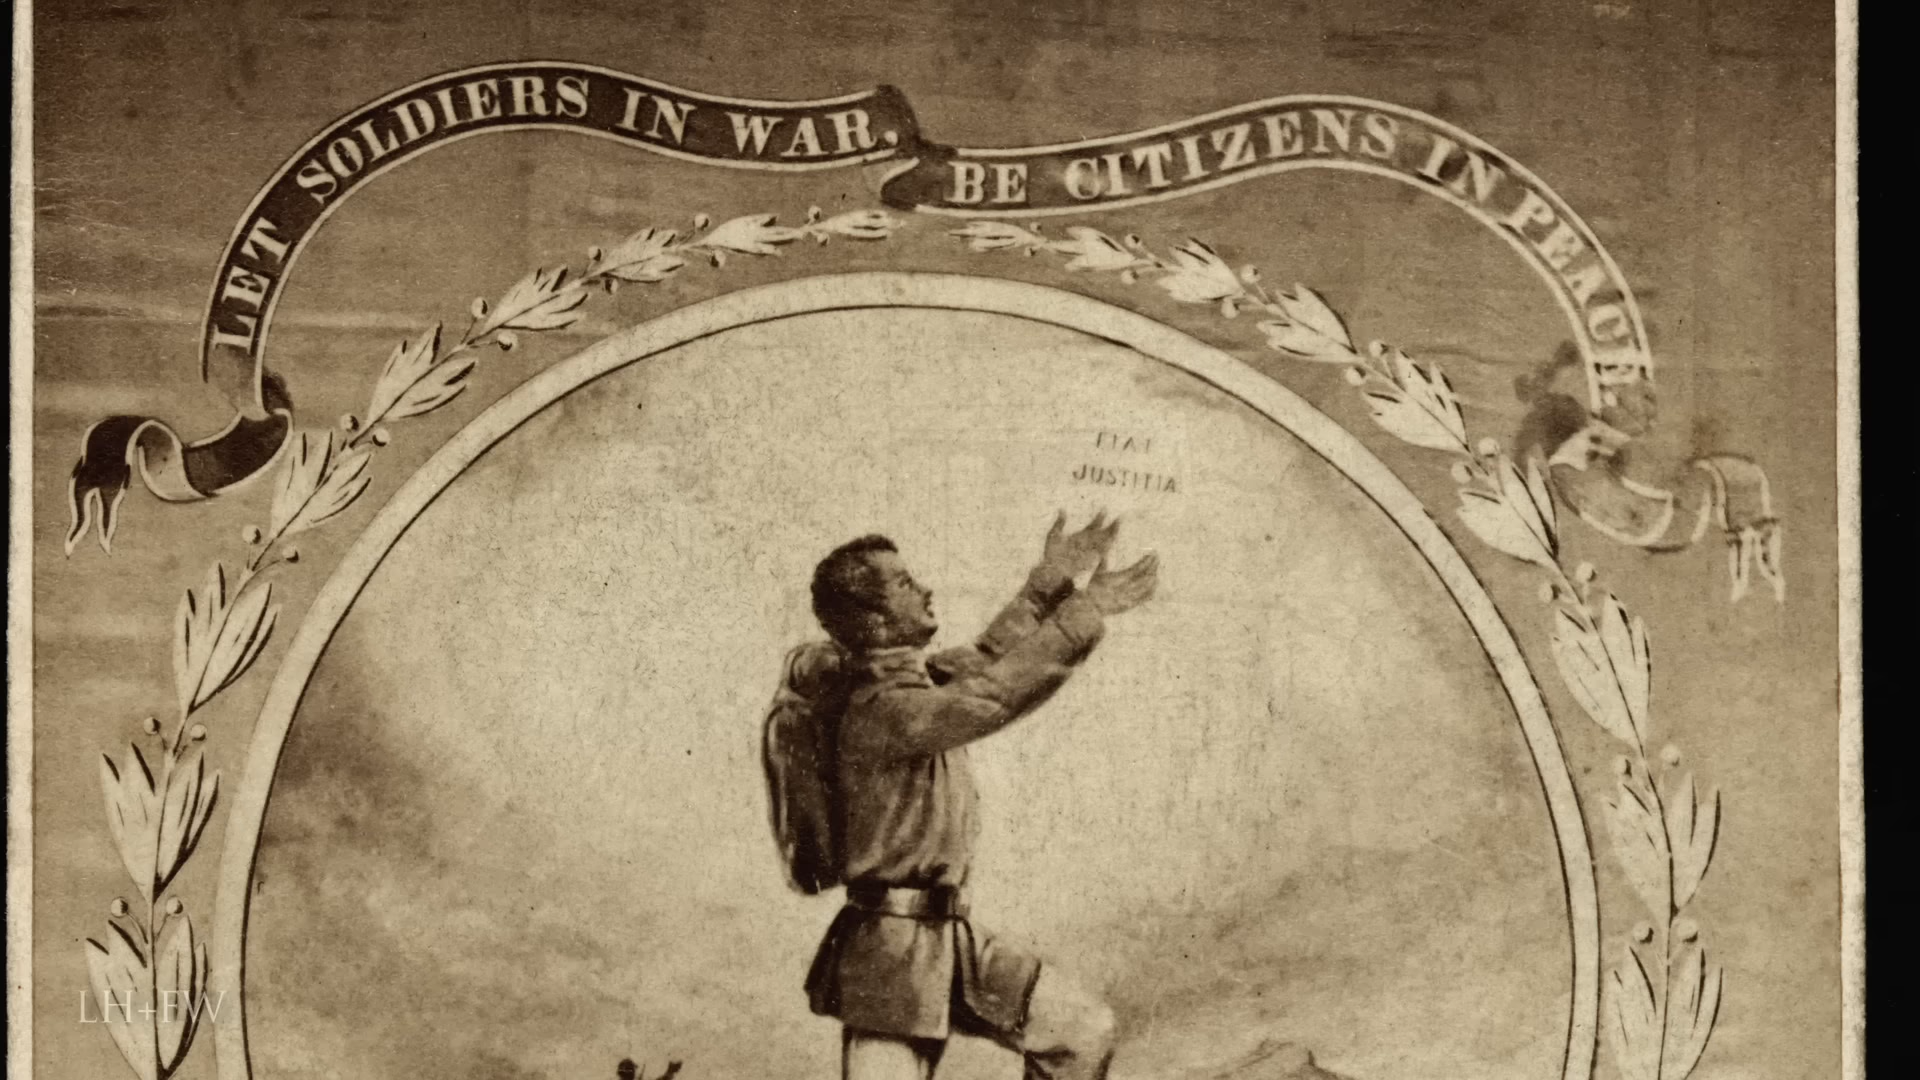 LET SOLDIERS IN WAR, BE CITIZENS IN PEACE
FIAT
JUSTITIA
LH+FW